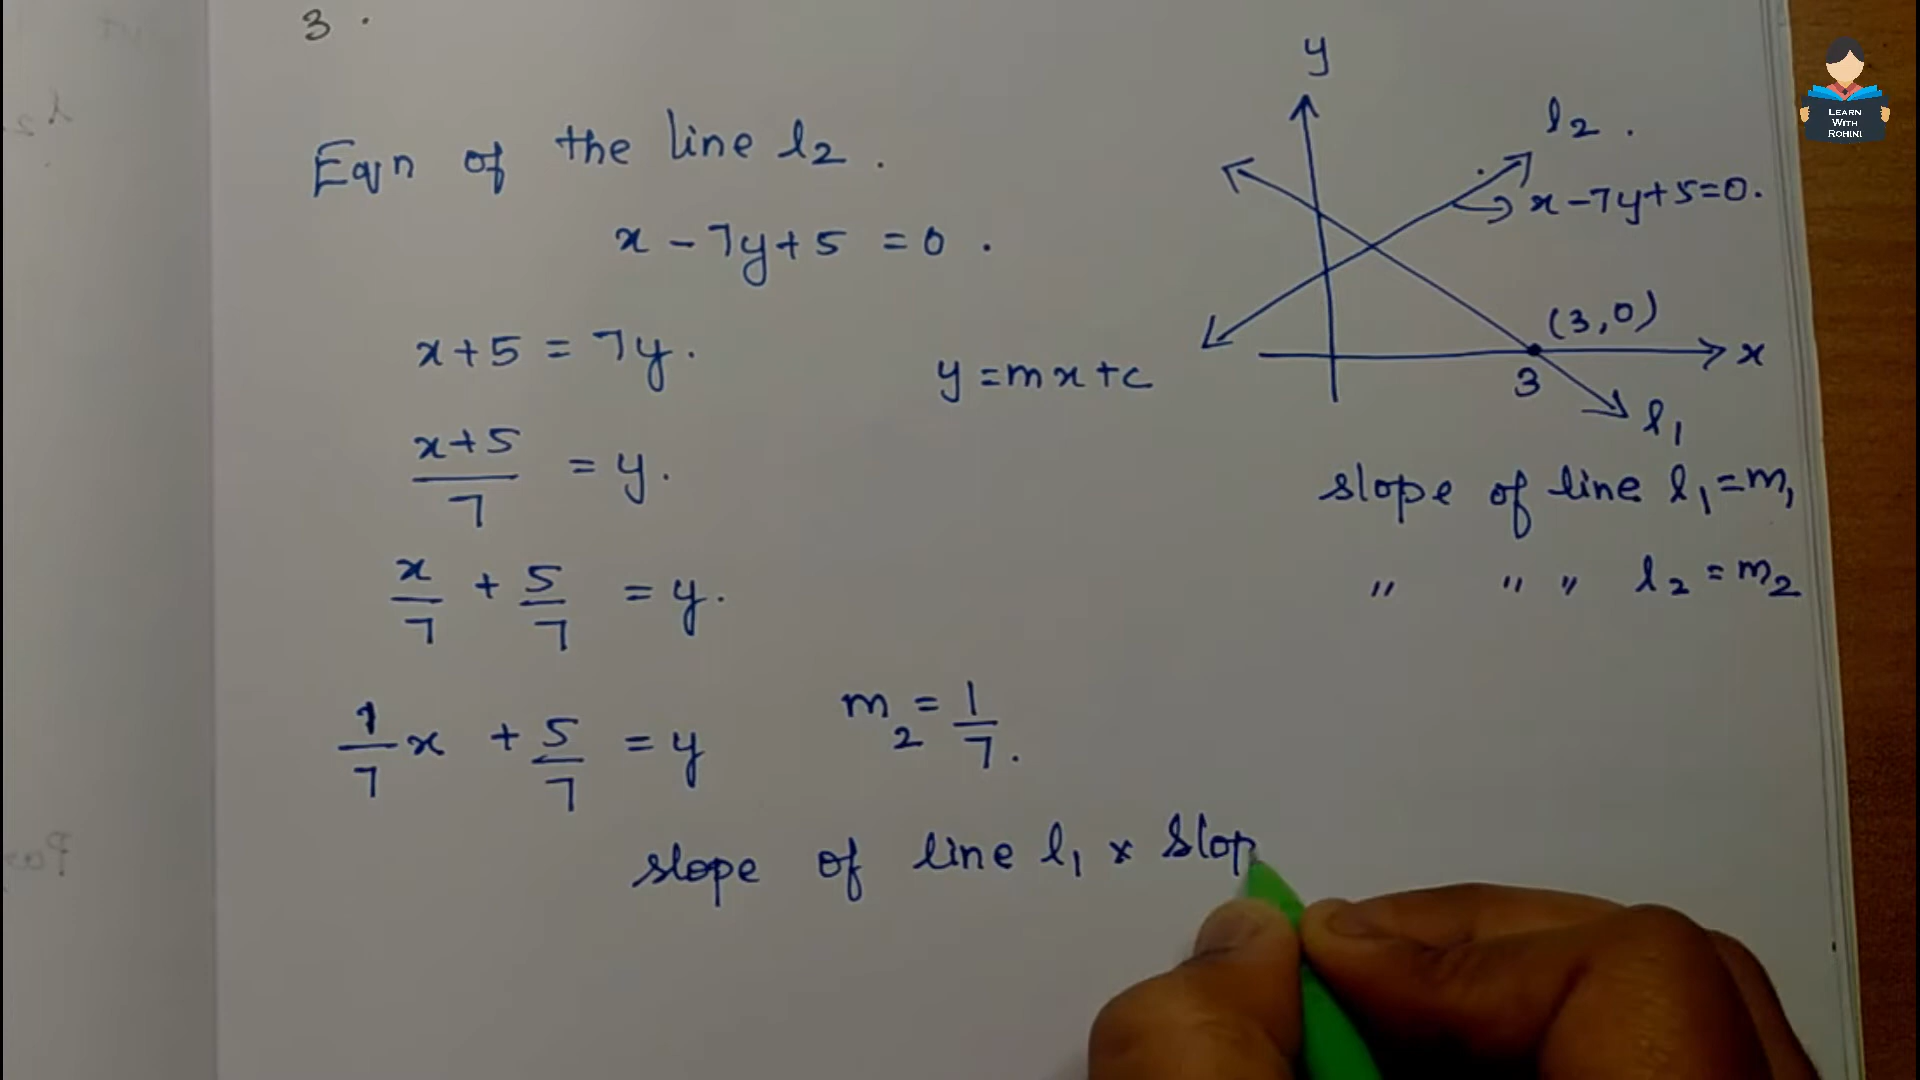 3 .
Eqn of the line l2 .
x - 7y + 5 = 0 .
x + 5 = 7y .
y = mx + c
x + 5 / 7 = y .
x/7 + 5/7 = y .
1/7 x + 5/7 = y
m2 = 1/7 .
slope of line l1 × Slop
y
l2 .
x - 7y + 5 = 0 .
(3,0)
x
3
l1
slope of line l1 = m1
" " " l2 = m2
LEARN
WITH
ROHINI